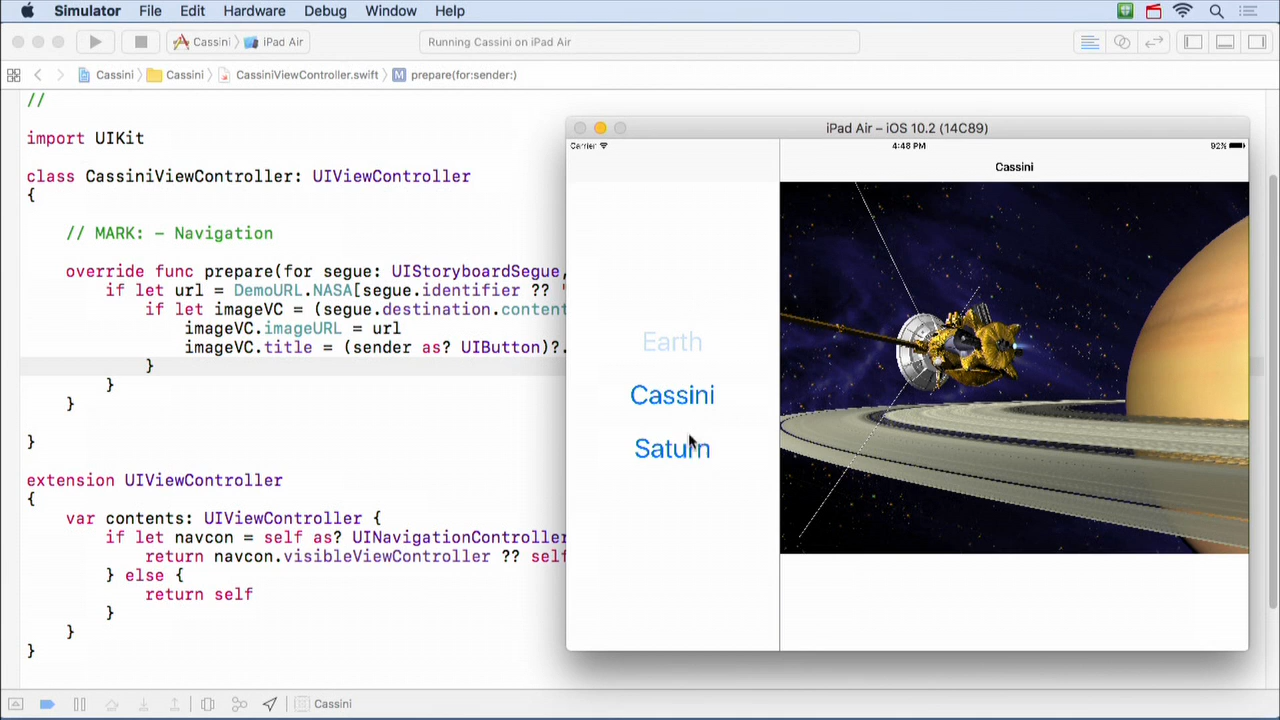 Simulator File Edit Hardware Debug Window Help
Cassini iPad Air
Running Cassini on iPad Air
Cassini Cassini CassiniViewController.swift M prepare(for:sender:)
//
import UIKit
class CassiniViewController: UIViewController
{
// MARK: - Navigation
override func prepare(for segue: UIStoryboardSegue,
if let url = DemoURL.NASA[segue.identifier ?? "
if let imageVC = (segue.destination.content
imageVC.imageURL = url
imageVC.title = (sender as? UIButton)?.
}
}
}
}
extension UIViewController
{
var contents: UIViewController {
if let navcon = self as? UINavigationController
return navcon.visibleViewController ?? self
} else {
return self
}
}
}
iPad Air – iOS 10.2 (14C89)
Carrier 4:48 PM 92%
Cassini
Earth
Cassini
Saturn
Cassini